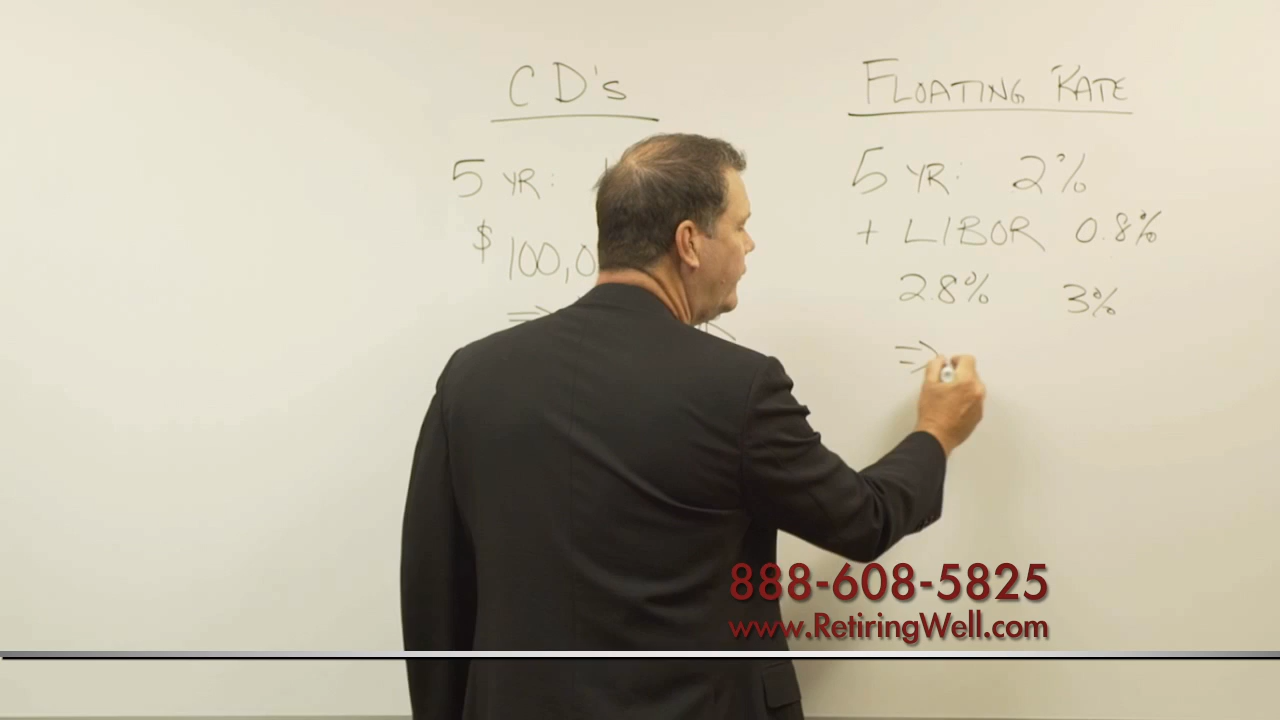 CD's
5 YR:
$100,0
=>
FLOATING RATE
5 YR: 2%
+ LIBOR 0.8%
2.8% 3%
=>
888-608-5825
www.RetiringWell.com